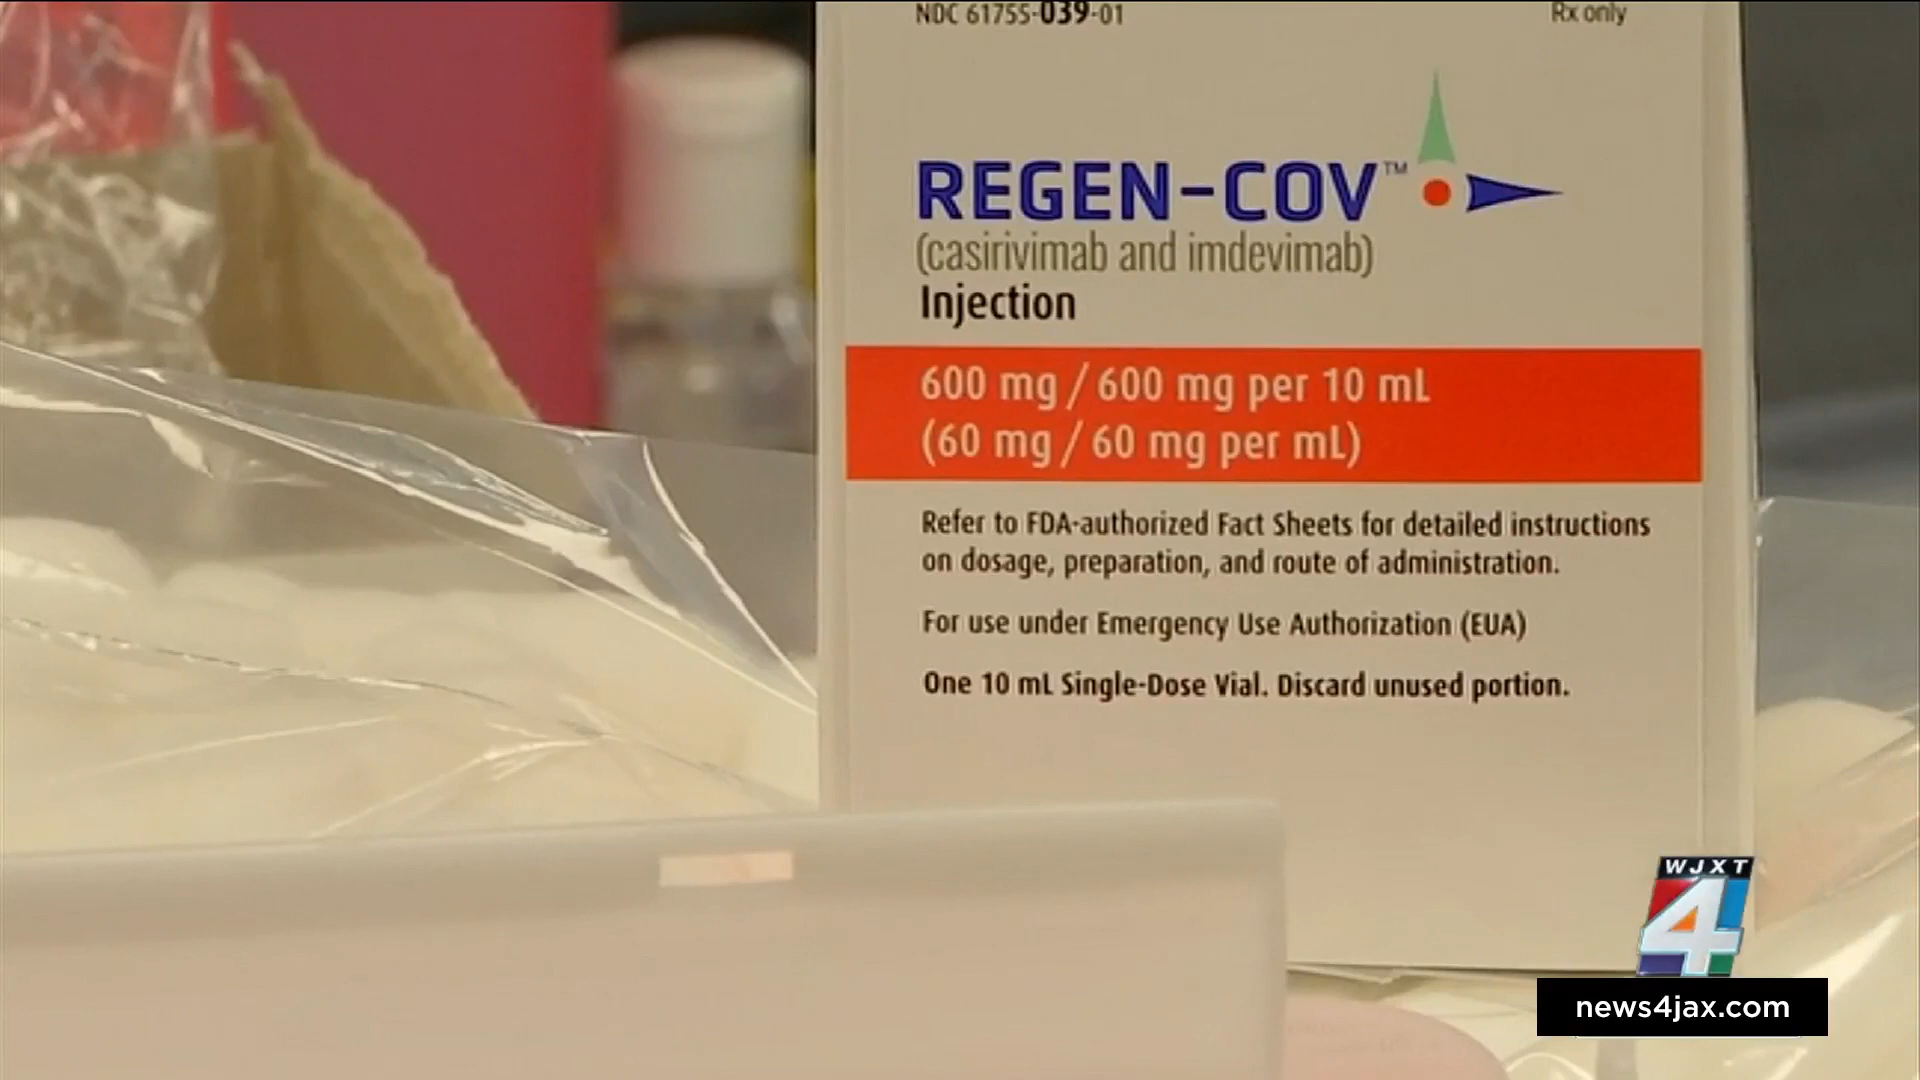 NDC 61755-039-01
Rx only
REGEN-COV™
(casirivimab and imdevimab)
Injection
600 mg / 600 mg per 10 mL
(60 mg / 60 mg per mL)
Refer to FDA-authorized Fact Sheets for detailed instructions
on dosage, preparation, and route of administration.
For use under Emergency Use Authorization (EUA)
One 10 mL Single-Dose Vial. Discard unused portion.
WJXT
4
news4jax.com